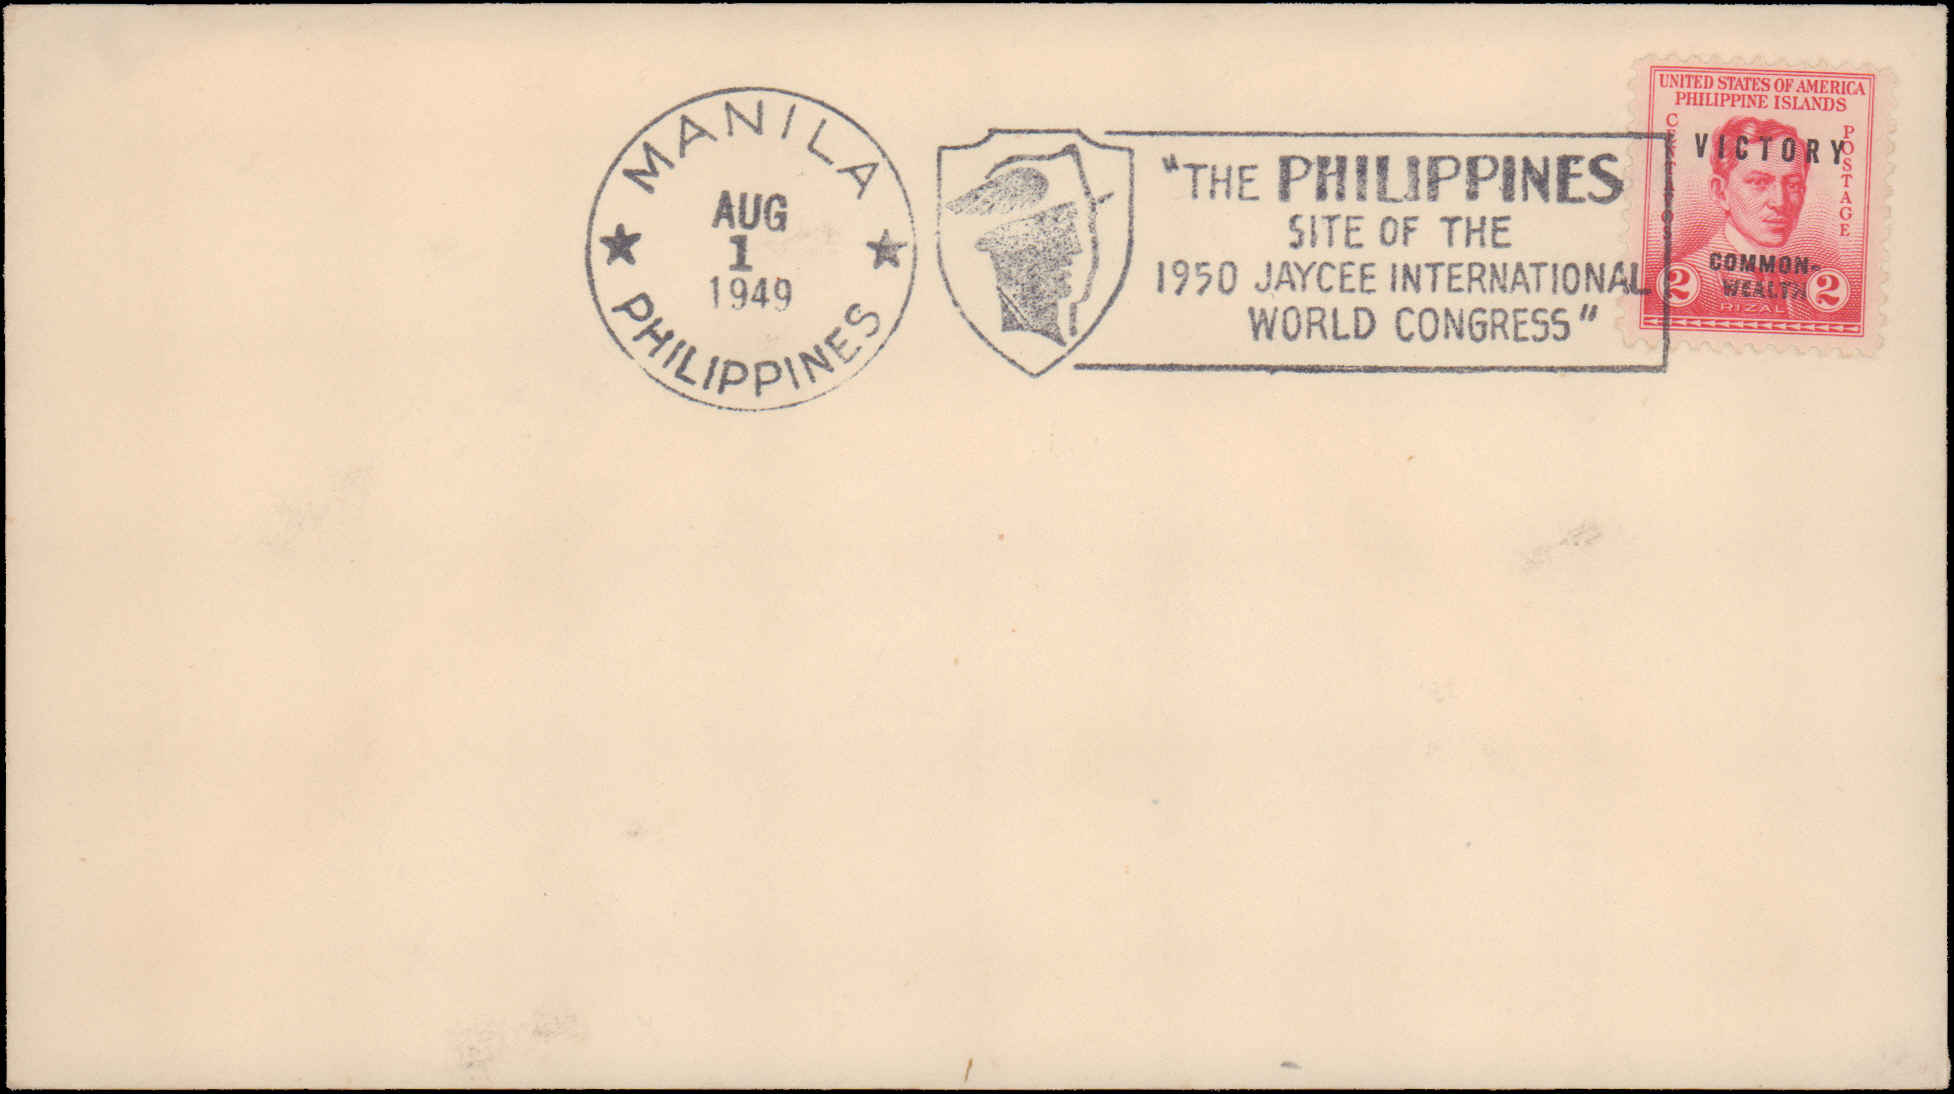 MANILA
AUG
1
1949
PHILIPPINES
"THE PHILIPPINES
SITE OF THE
1950 JAYCEE INTERNATIONAL
WORLD CONGRESS"
UNITED STATES OF AMERICA
PHILIPPINE ISLANDS
CENTAVOS
POSTAGE
VICTORY
COMMON-
WEALTH
2 2
RIZAL